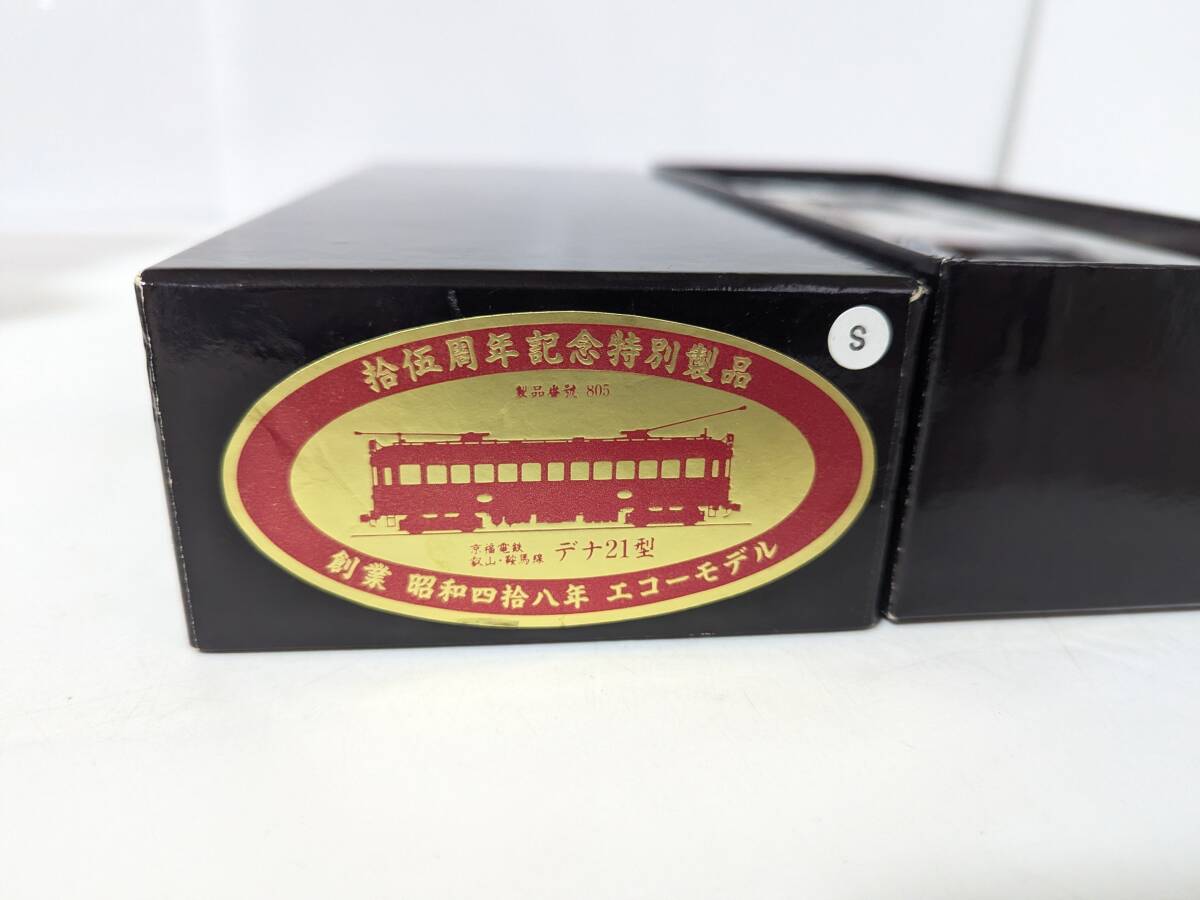 拾伍周年記念特別製品
製品番號 805
京福電鉄
叡山・鞍馬線 デナ21型
創業 昭和四拾八年 エコーモデル
S